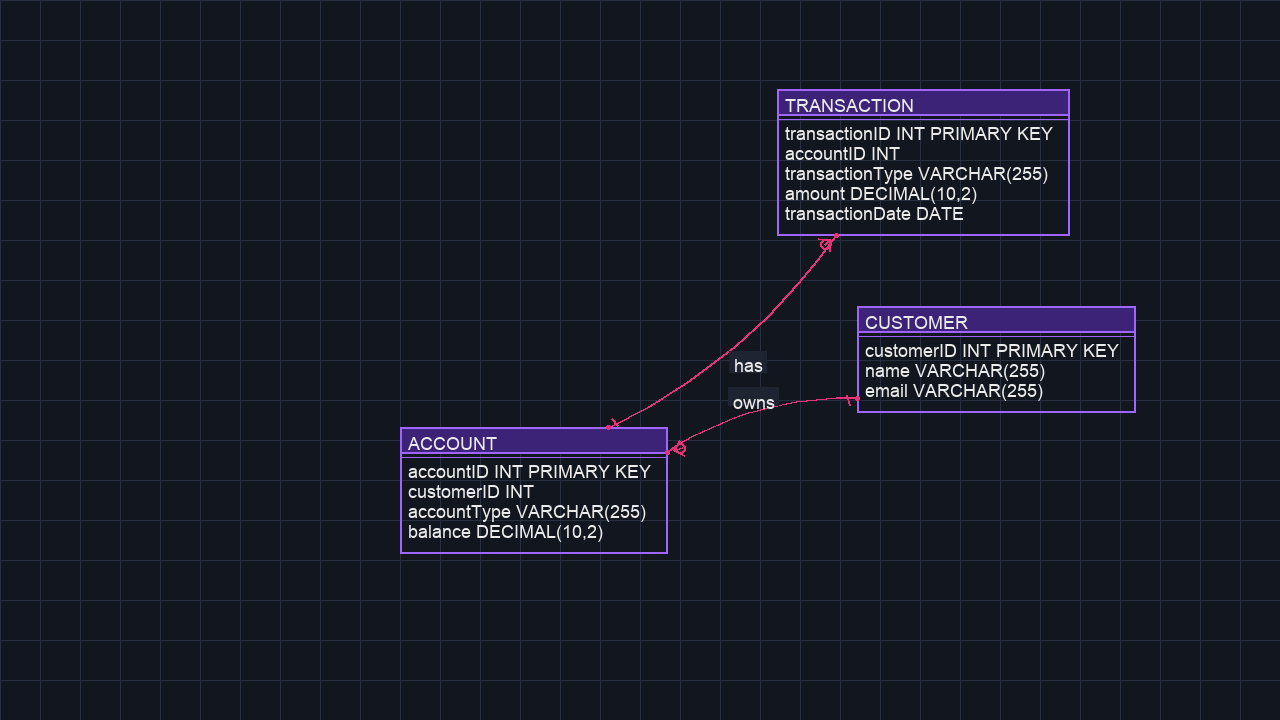 TRANSACTION
transactionID INT PRIMARY KEY
accountID INT
transactionType VARCHAR(255)
amount DECIMAL(10,2)
transactionDate DATE
CUSTOMER
customerID INT PRIMARY KEY
name VARCHAR(255)
email VARCHAR(255)
has
owns
ACCOUNT
accountID INT PRIMARY KEY
customerID INT
accountType VARCHAR(255)
balance DECIMAL(10,2)